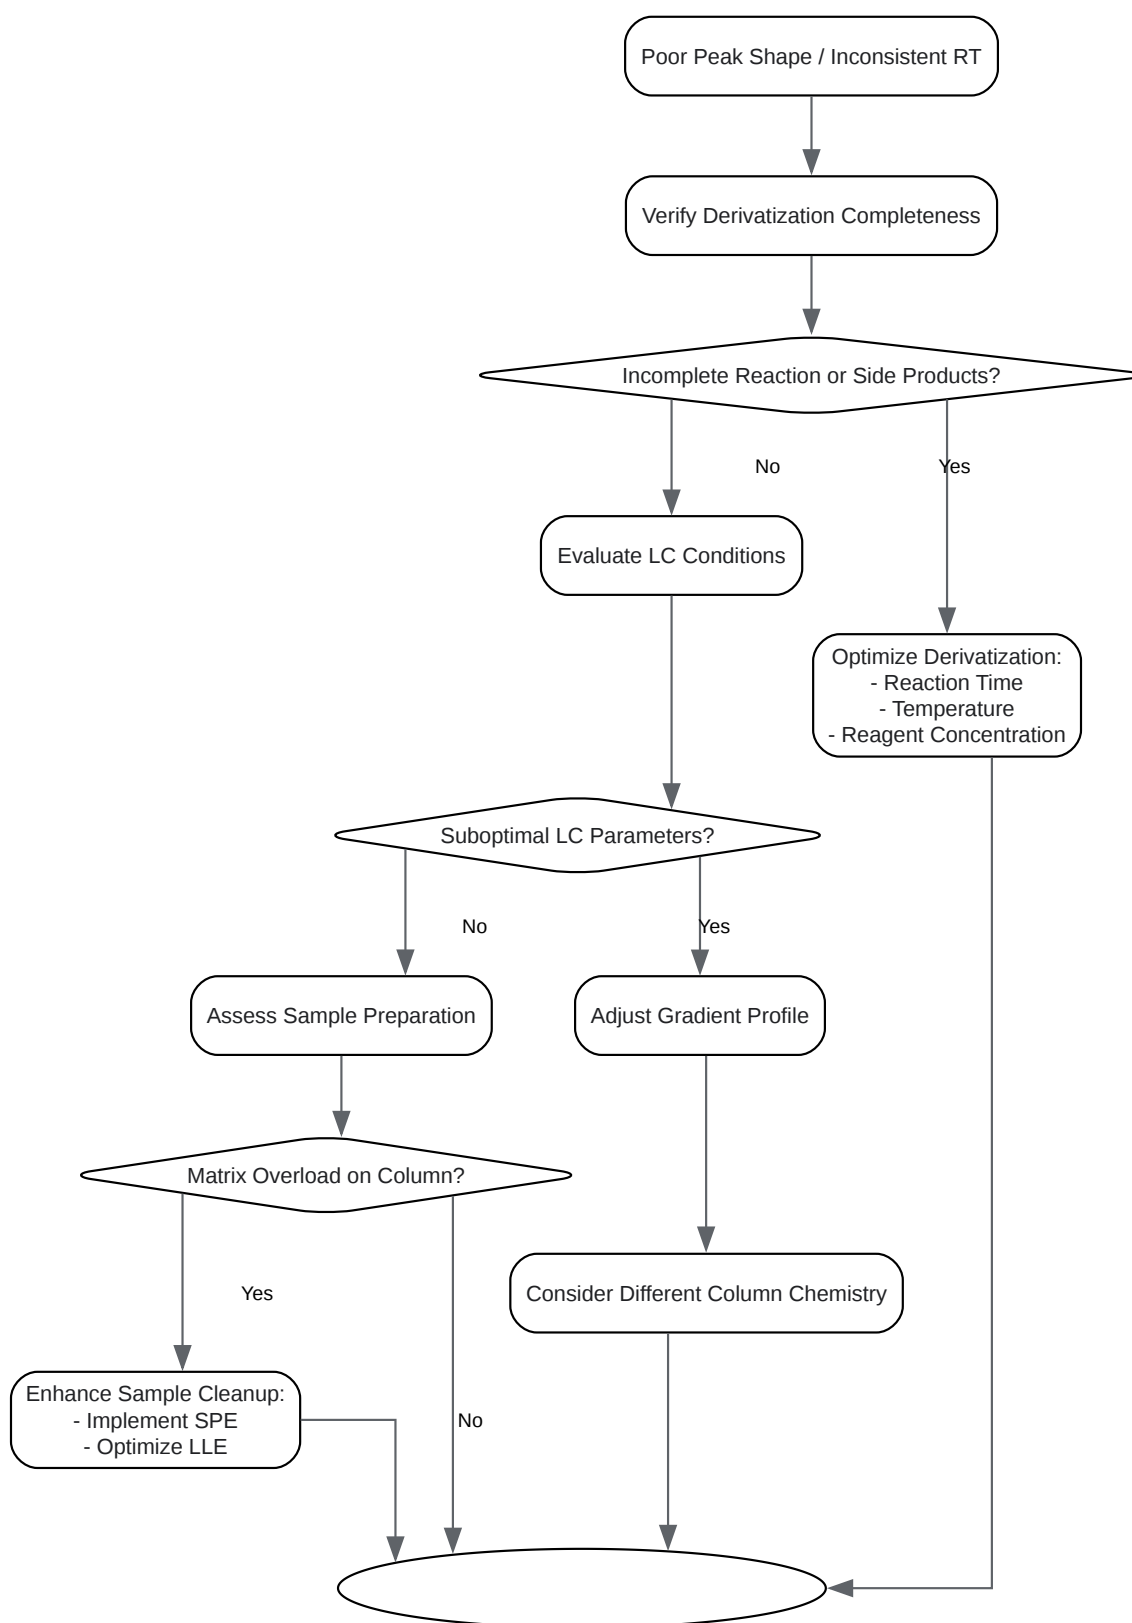 Poor Peak Shape / Inconsistent RT
Verify Derivatization Completeness
Incomplete Reaction or Side Products?
No
Yes
Evaluate LC Conditions
Optimize Derivatization:
- Reaction Time
- Temperature
- Reagent Concentration
Suboptimal LC Parameters?
No
Yes
Assess Sample Preparation
Adjust Gradient Profile
Matrix Overload on Column?
Yes
Consider Different Column Chemistry
Enhance Sample Cleanup:
- Implement SPE
- Optimize LLE
No